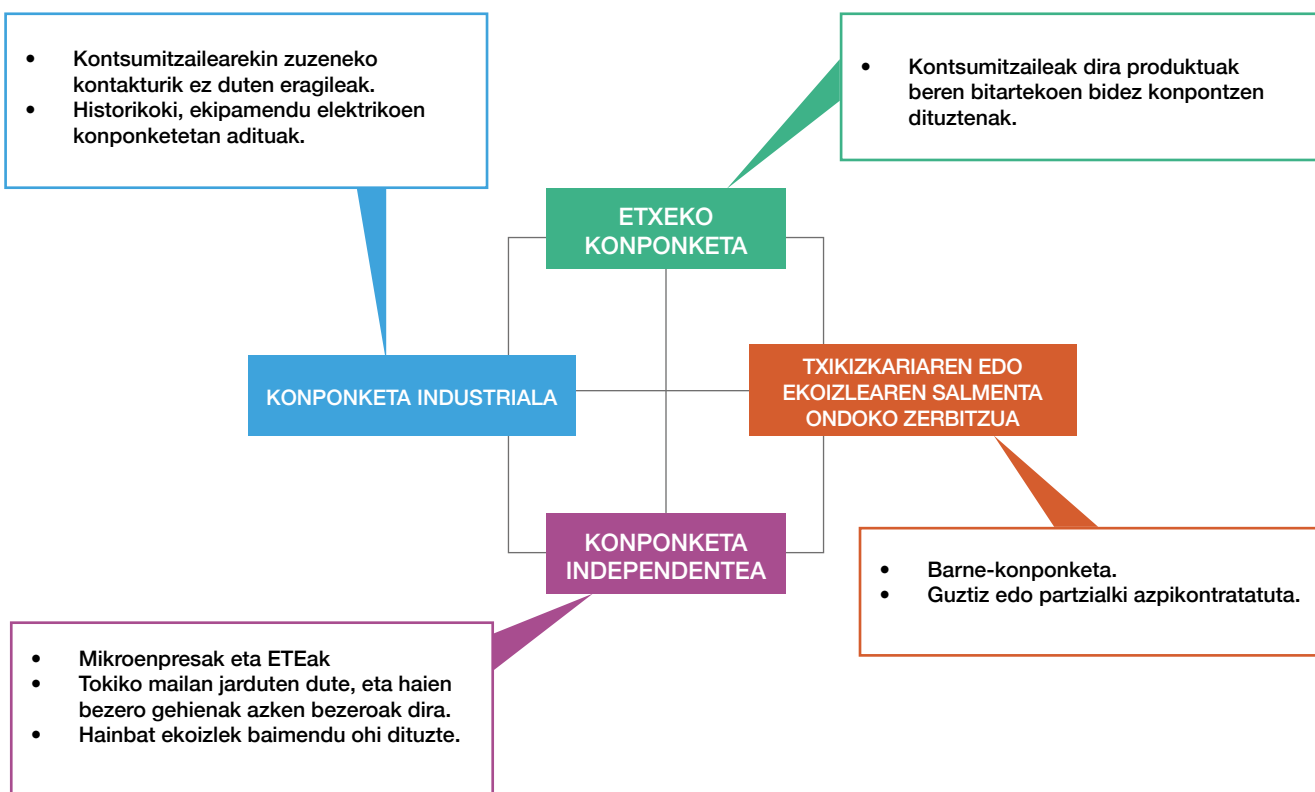 • Kontsumitzailearekin zuzeneko
kontakturik ez duten eragileak.
• Historikoki, ekipamendu elektrikoen
konponketetan adituak.
• Kontsumitzaileak dira produktuak
beren bitartekoen bidez konpontzen
dituztenak.
ETXEKO
KONPONKETA
KONPONKETA INDUSTRIALA
TXIKIZKARIAREN EDO
EKOIZLEAREN SALMENTA
ONDOKO ZERBITZUA
KONPONKETA
INDEPENDENTEA
• Barne-konponketa.
• Guztiz edo partzialki azpikontratatuta.
• Mikroenpresak eta ETEak
• Tokiko mailan jarduten dute, eta haien
bezero gehienak azken bezeroak dira.
• Hainbat ekoizlek baimendu ohi dituzte.